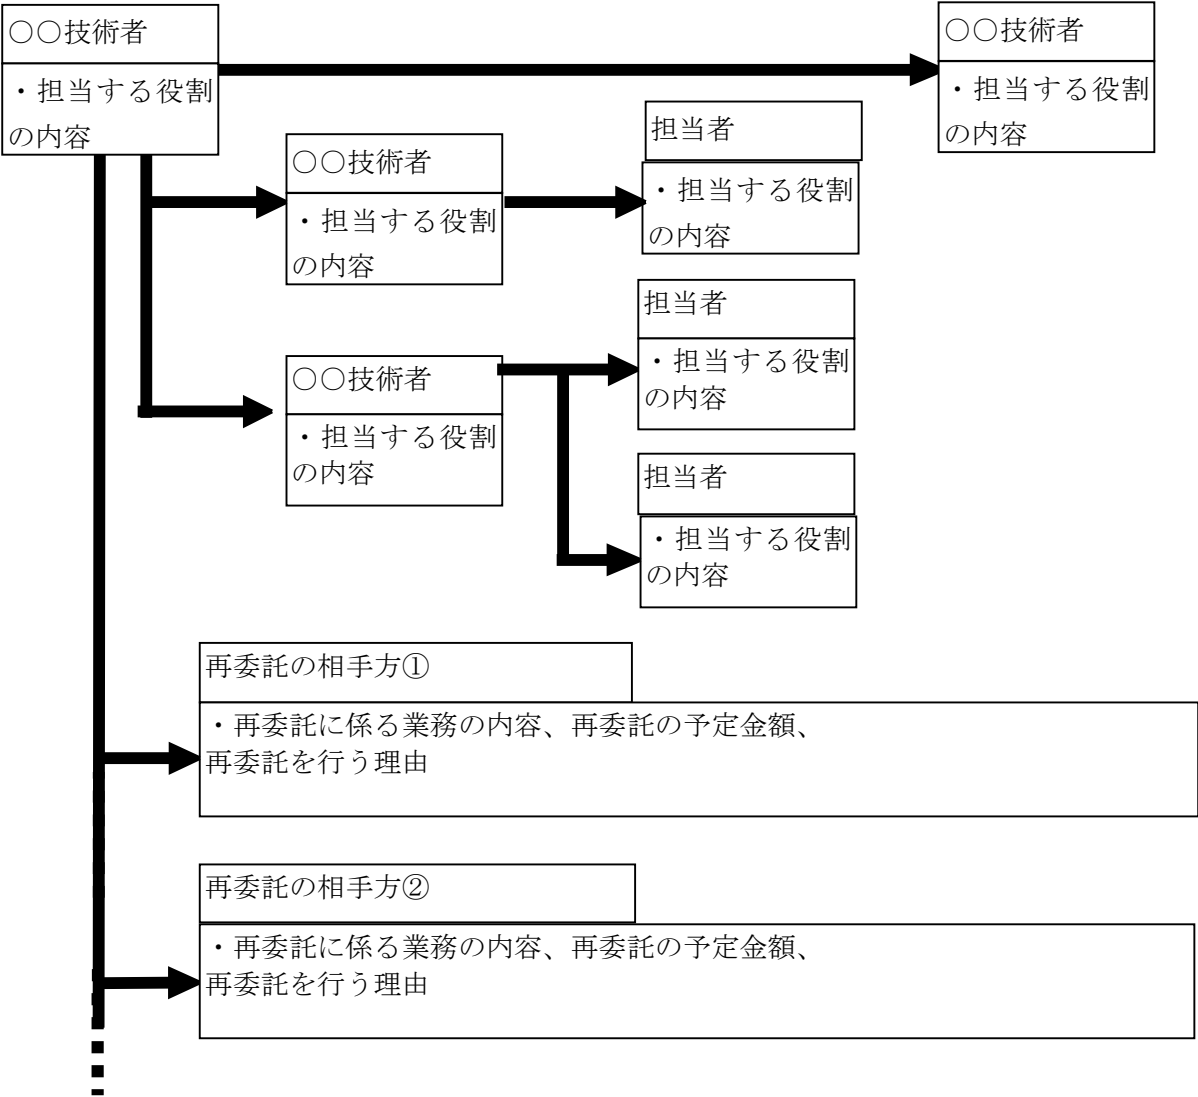 ○○技術者
・担当する役割
の内容
○○技術者
・担当する役割
の内容
○○技術者
・担当する役割
の内容
担当者
・担当する役割
の内容
○○技術者
・担当する役割
の内容
担当者
・担当する役割
の内容
担当者
・担当する役割
の内容
再委託の相手方①
・再委託に係る業務の内容、再委託の予定金額、
再委託を行う理由
再委託の相手方②
・再委託に係る業務の内容、再委託の予定金額、
再委託を行う理由